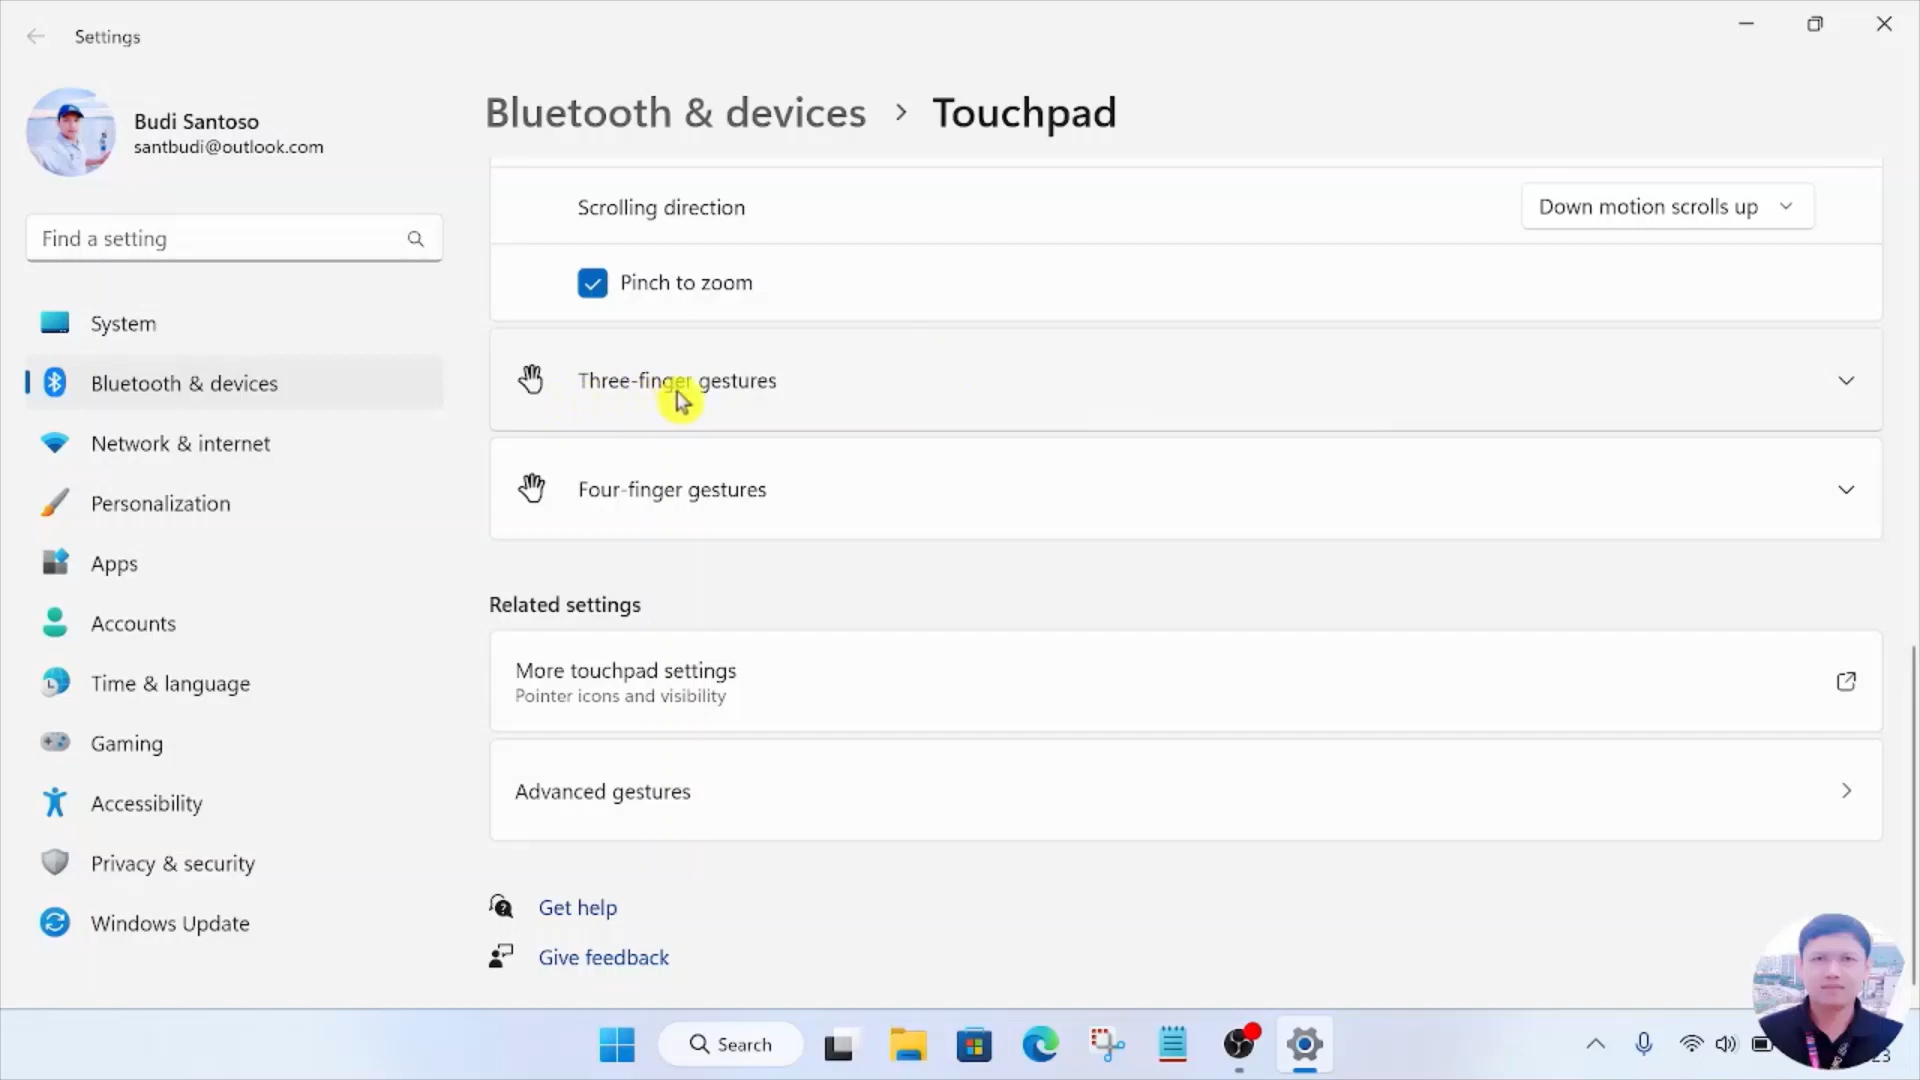 Settings
Budi Santoso
santbudi@outlook.com
Find a setting
System
Bluetooth & devices
Network & internet
Personalization
Apps
Accounts
Time & language
Gaming
Accessibility
Privacy & security
Windows Update
Bluetooth & devices > Touchpad
Scrolling direction
Down motion scrolls up
Pinch to zoom
Three-finger gestures
Four-finger gestures
Related settings
More touchpad settings
Pointer icons and visibility
Advanced gestures
Get help
Give feedback
Search